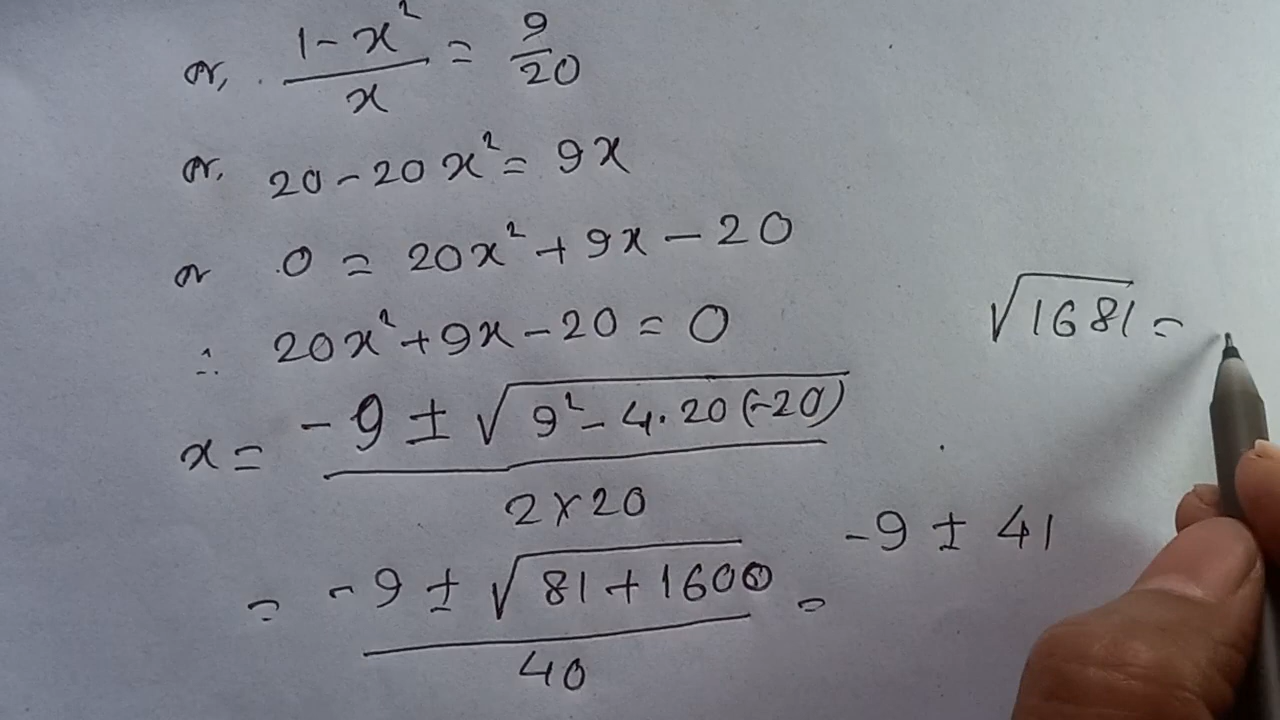 or, (1-x²)/x = 9/20
or. 20-20x² = 9x
or 0 = 20x²+9x-20
∴ 20x²+9x-20 = 0
√1681 =
x = (-9 ± √(9²-4.20(-20)))/(2×20)
= (-9 ± √(81+1600))/40 = -9 ± 41